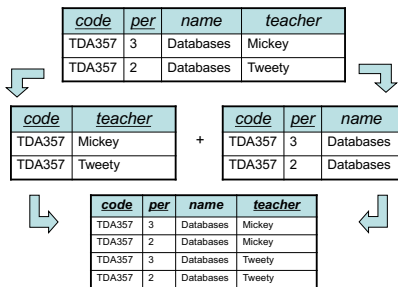 code per name teacher
TDA357 3 Databases Mickey
TDA357 2 Databases Tweety
code teacher
TDA357 Mickey
TDA357 Tweety
+
code per name
TDA357 3 Databases
TDA357 2 Databases
code per name teacher
TDA357 3 Databases Mickey
TDA357 2 Databases Mickey
TDA357 3 Databases Tweety
TDA357 2 Databases Tweety